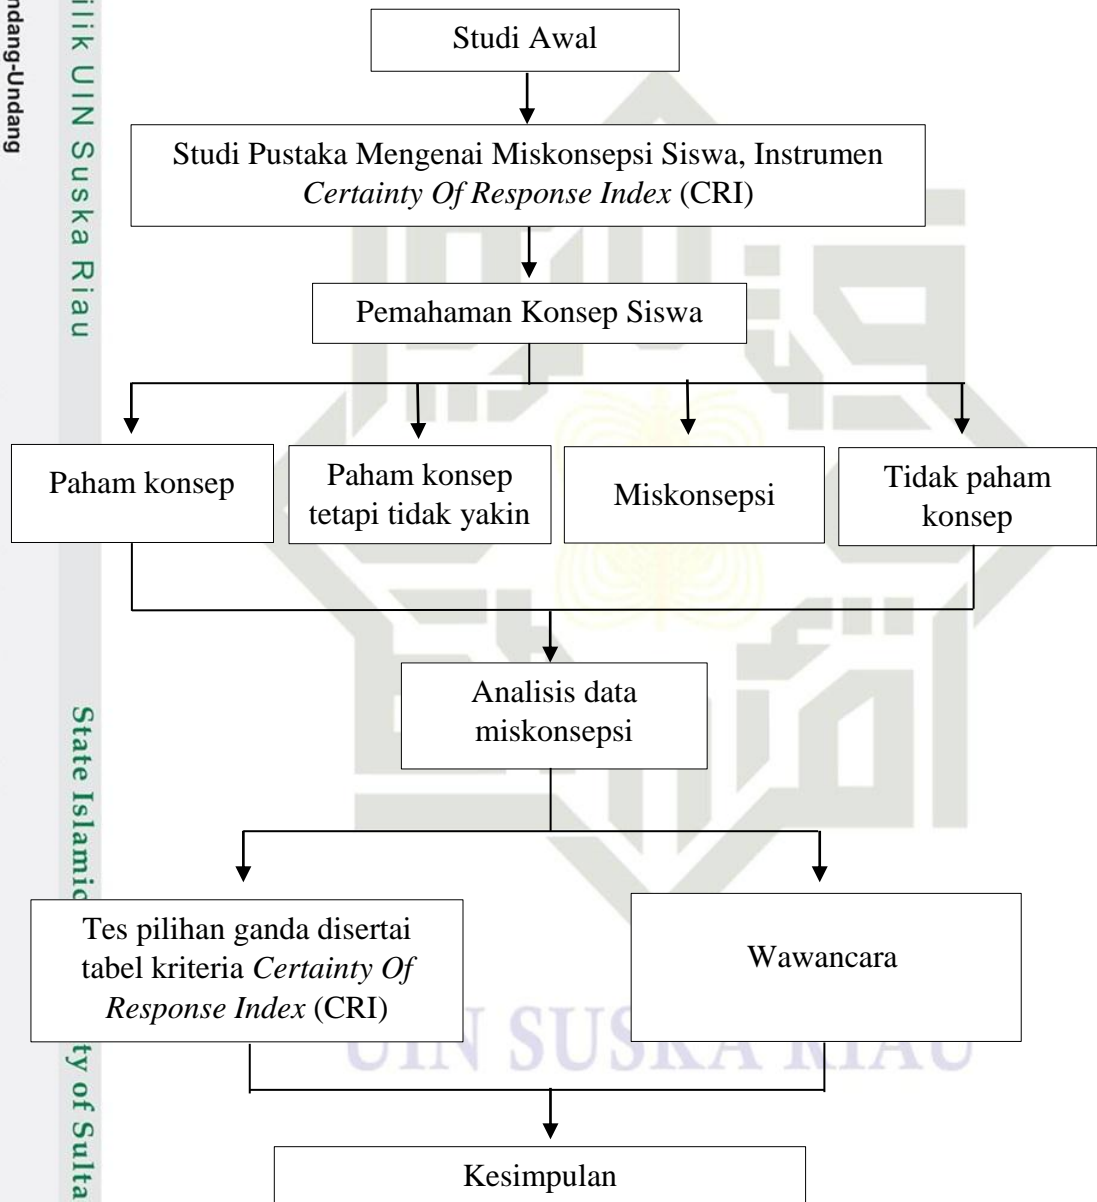 Studi Awal
Studi Pustaka Mengenai Miskonsepsi Siswa, Instrumen
Certainty Of Response Index (CRI)
Pemahaman Konsep Siswa
Paham konsep
Paham konsep
tetapi tidak yakin
Miskonsepsi
Tidak paham
konsep
Analisis data
miskonsepsi
Tes pilihan ganda disertai
tabel kriteria Certainty Of
Response Index (CRI)
Wawancara
Kesimpulan
UIN SUSKA RIAU
ndang-Undang
ilik UIN Suska Riau
State Islamic
ty of Sulta